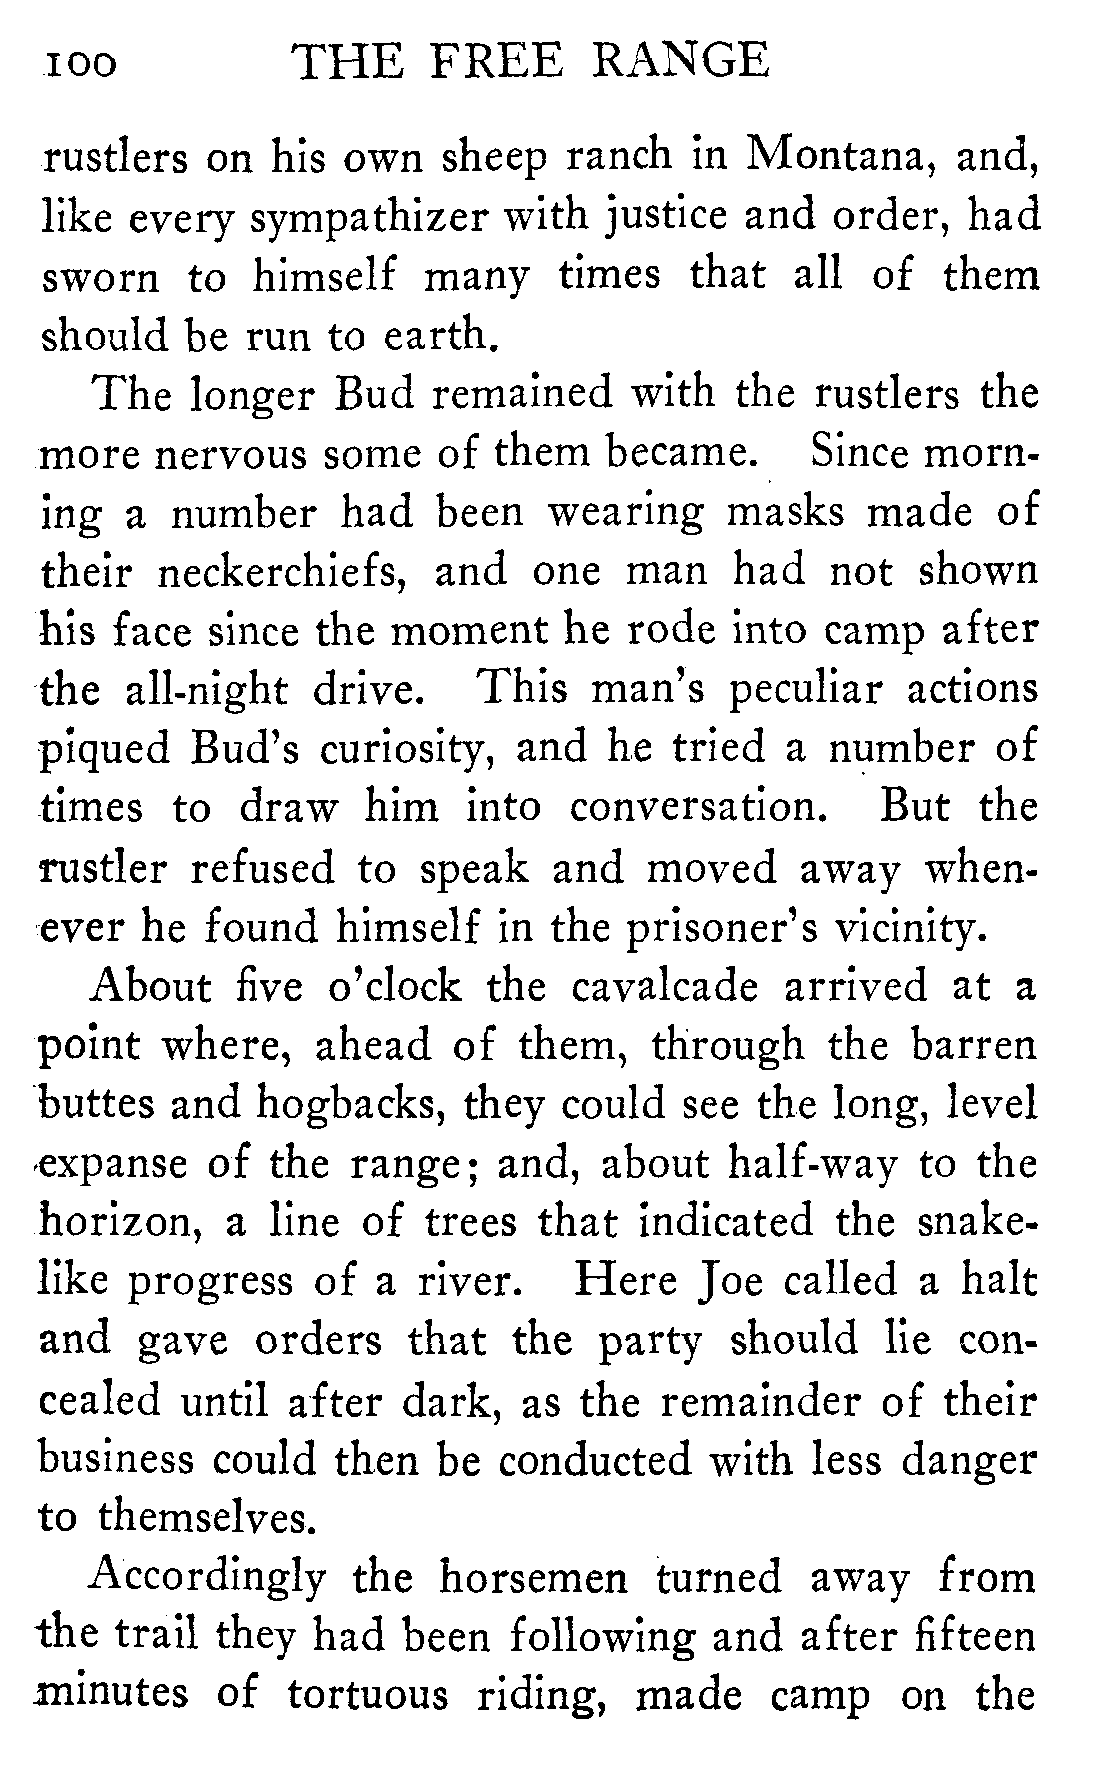 100 THE FREE RANGE
rustlers on his own sheep ranch in Montana, and,
like every sympathizer with justice and order, had
sworn to himself many times that all of them
should be run to earth.
The longer Bud remained with the rustlers the
more nervous some of them became. Since morn-
ing a number had been wearing masks made of
their neckerchiefs, and one man had not shown
his face since the moment he rode into camp after
the all-night drive. This man's peculiar actions
piqued Bud's curiosity, and he tried a number of
times to draw him into conversation. But the
rustler refused to speak and moved away when-
ever he found himself in the prisoner's vicinity.
About five o'clock the cavalcade arrived at a
point where, ahead of them, through the barren
buttes and hogbacks, they could see the long, level
expanse of the range; and, about half-way to the
horizon, a line of trees that indicated the snake-
like progress of a river. Here Joe called a halt
and gave orders that the party should lie con-
cealed until after dark, as the remainder of their
business could then be conducted with less danger
to themselves.
Accordingly the horsemen turned away from
the trail they had been following and after fifteen
minutes of tortuous riding, made camp on the